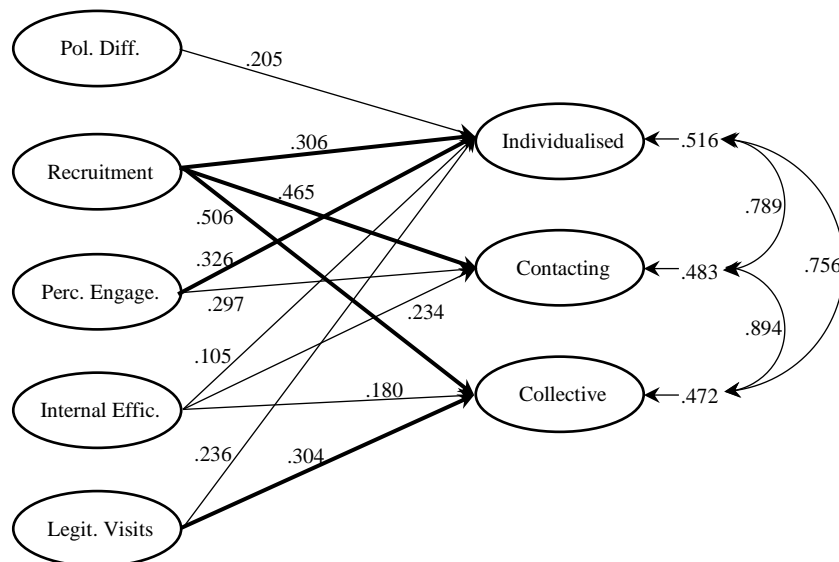 Pol. Diff.
.205
Individualised
.306
.516
Recruitment
.465
.506
.789
.326
.756
Perc. Engage.
.297
Contacting
.483
.234
.894
.105
.180
Internal Effic.
Collective
.472
.236
.304
Legit. Visits